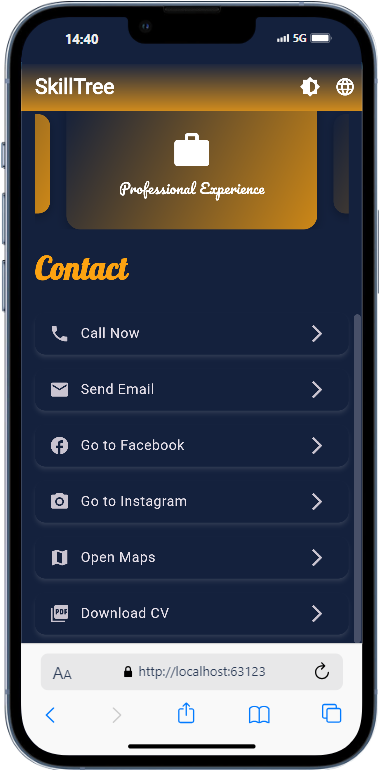 14:40
5G
SkillTree
Professional Experience
Contact
Call Now
Send Email
Go to Facebook
Go to Instagram
Open Maps
PDF
Download CV
AA
http://localhost:63123